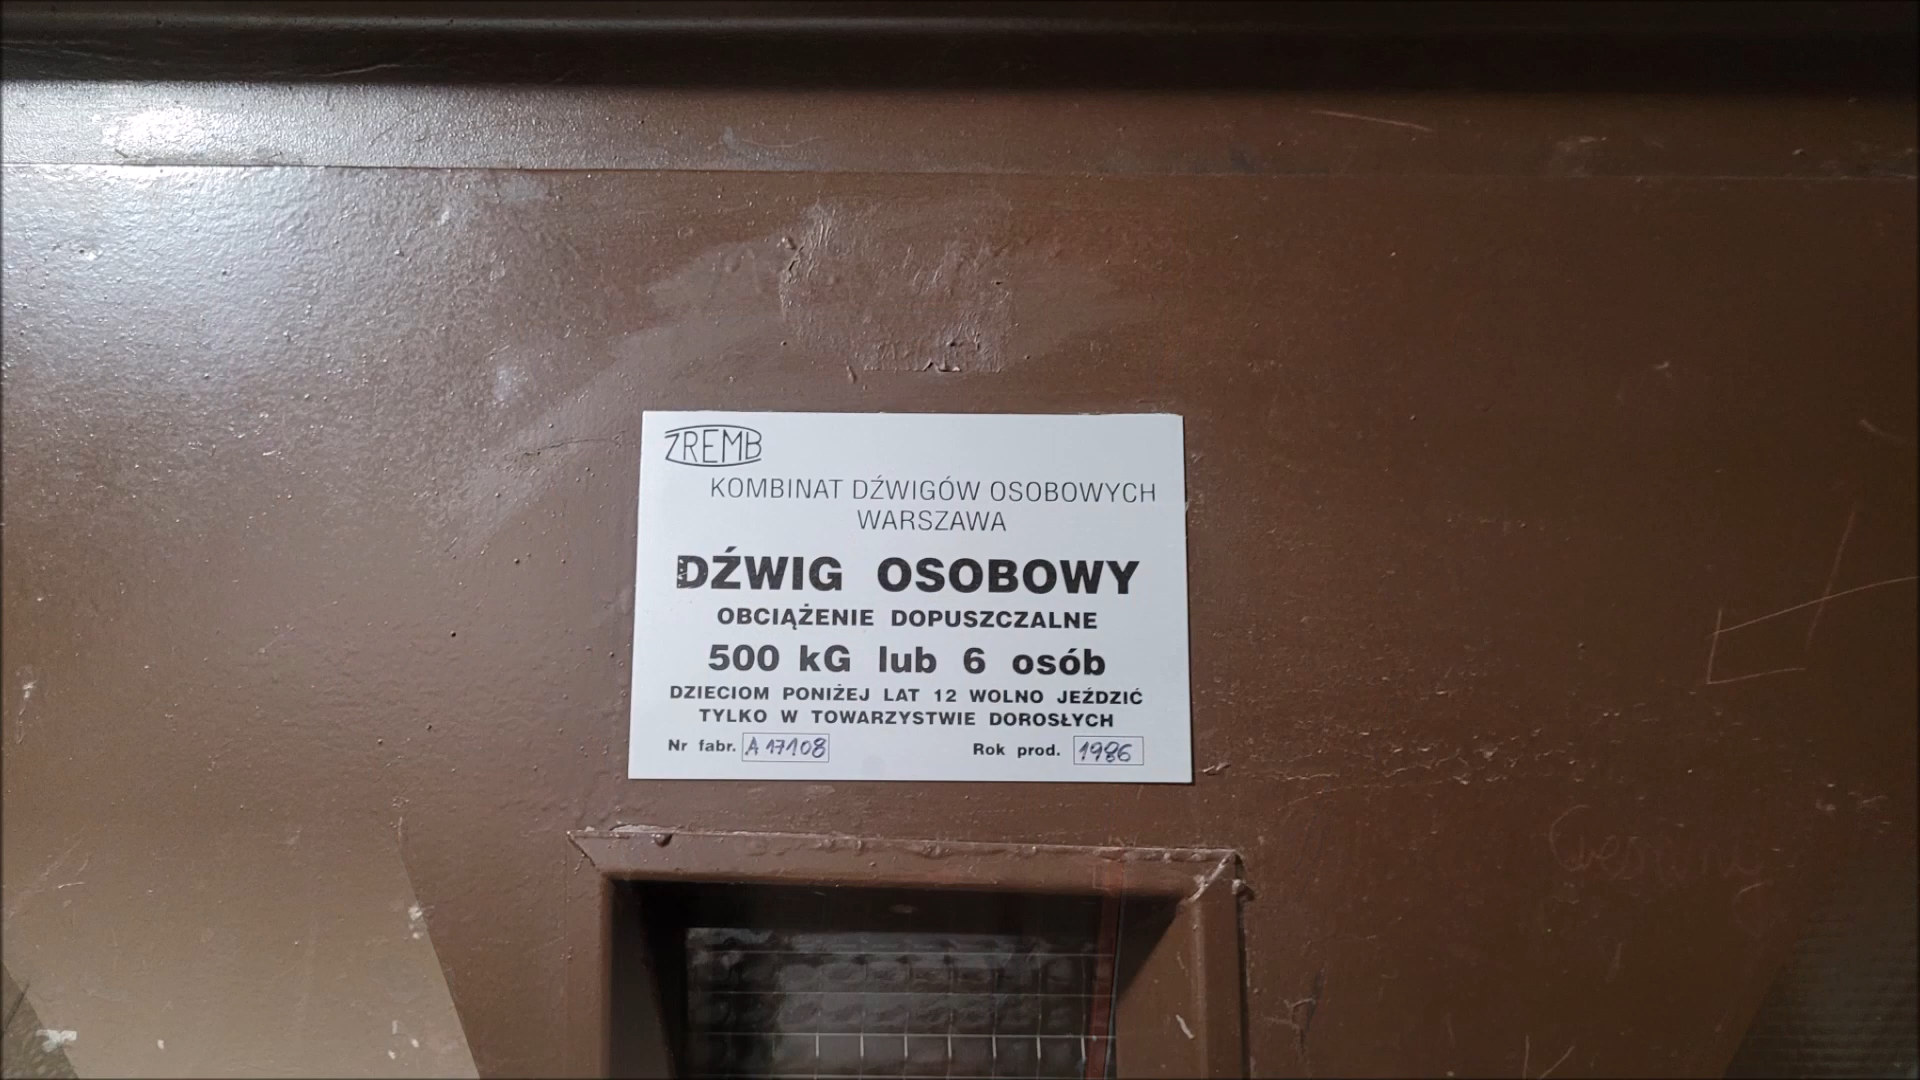 ZREMB
KOMBINAT DŹWIGÓW OSOBOWYCH
WARSZAWA
DŹWIG OSOBOWY
OBCIĄŻENIE DOPUSZCZALNE
500 kG lub 6 osób
DZIECIOM PONIŻEJ LAT 12 WOLNO JEŹDZIĆ
TYLKO W TOWARZYSTWIE DOROSŁYCH
Nr fabr. A 17108 Rok prod. 1986